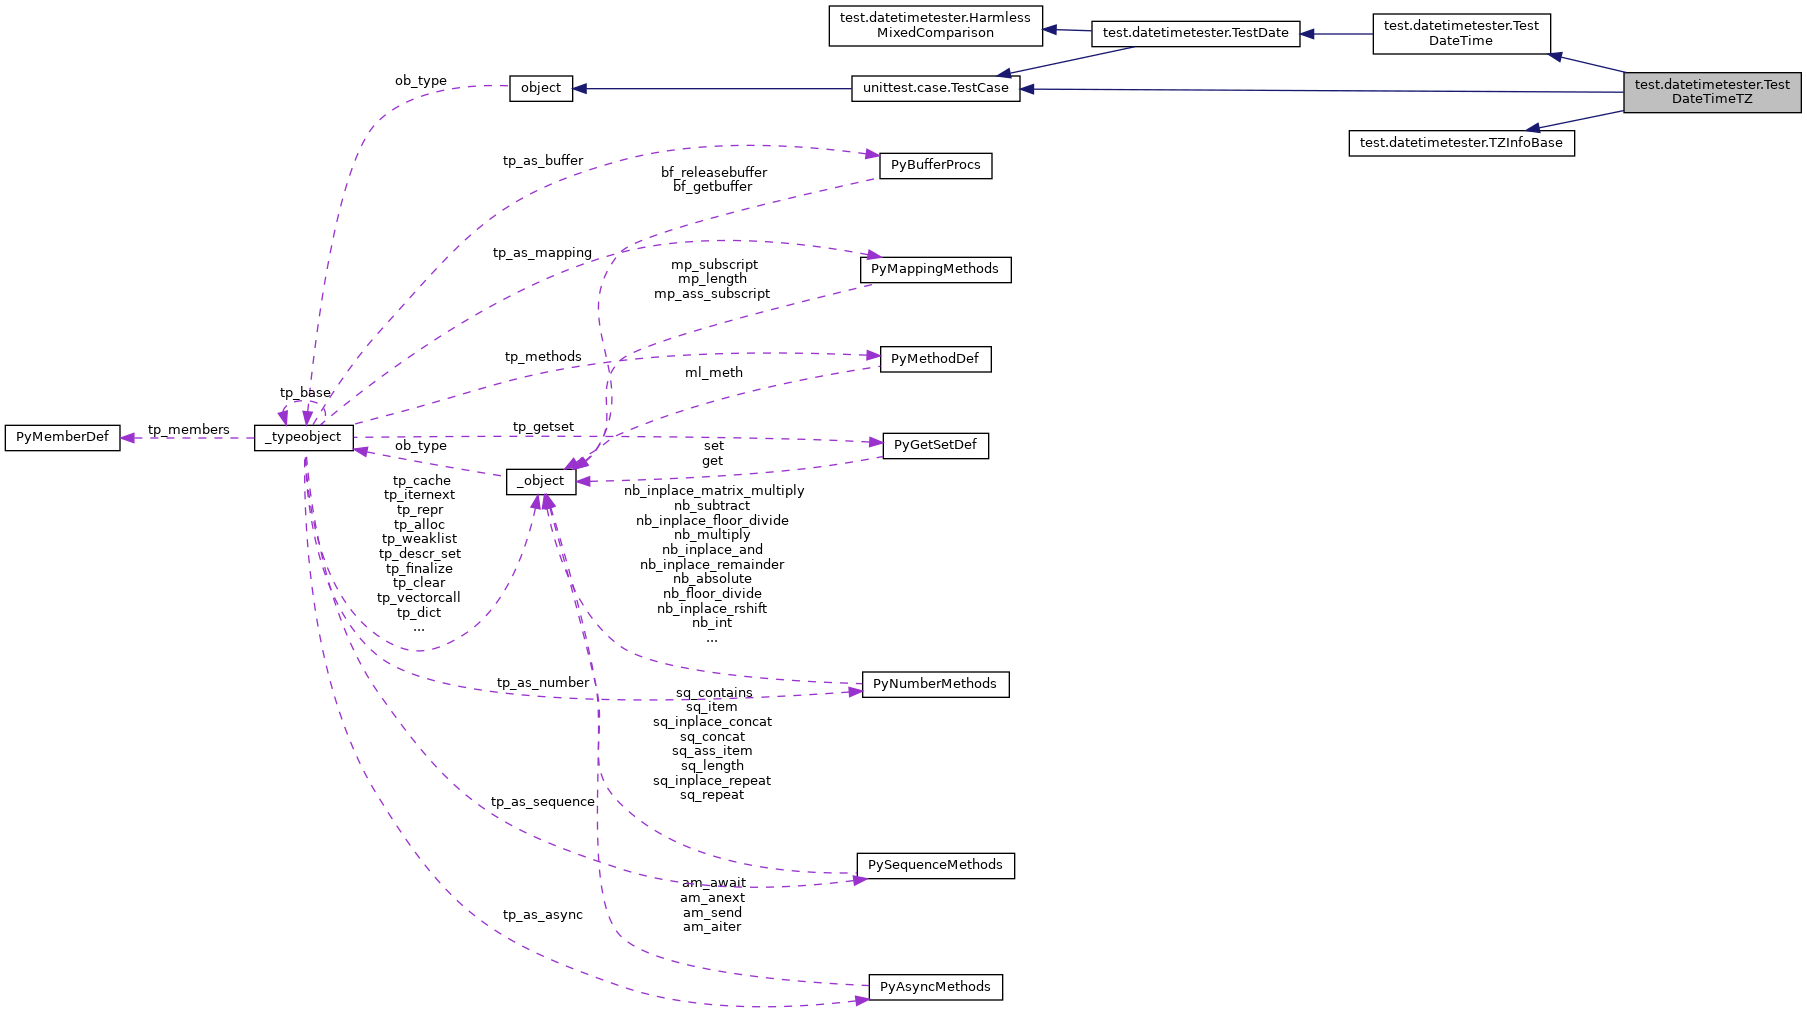 test.datetimetester.Harmless
MixedComparison
test.datetimetester.TestDate
test.datetimetester.Test
DateTime
test.datetimetester.Test
DateTimeTZ
object
unittest.case.TestCase
test.datetimetester.TZInfoBase
ob_type
tp_as_buffer
PyBufferProcs
bf_releasebuffer
bf_getbuffer
tp_as_mapping
PyMappingMethods
mp_subscript
mp_length
mp_ass_subscript
tp_methods
PyMethodDef
ml_meth
tp_base
PyMemberDef
tp_members
_typeobject
tp_getset
PyGetSetDef
ob_type
set
get
_object
tp_cache
tp_iternext
tp_repr
tp_alloc
tp_weaklist
tp_descr_set
tp_finalize
tp_clear
tp_vectorcall
tp_dict
...
nb_inplace_matrix_multiply
nb_subtract
nb_inplace_floor_divide
nb_multiply
nb_inplace_and
nb_inplace_remainder
nb_absolute
nb_floor_divide
nb_inplace_rshift
nb_int
...
tp_as_number
PyNumberMethods
sq_contains
sq_item
sq_inplace_concat
sq_concat
sq_ass_item
sq_length
sq_inplace_repeat
sq_repeat
tp_as_sequence
PySequenceMethods
am_await
am_anext
am_send
am_aiter
tp_as_async
PyAsyncMethods